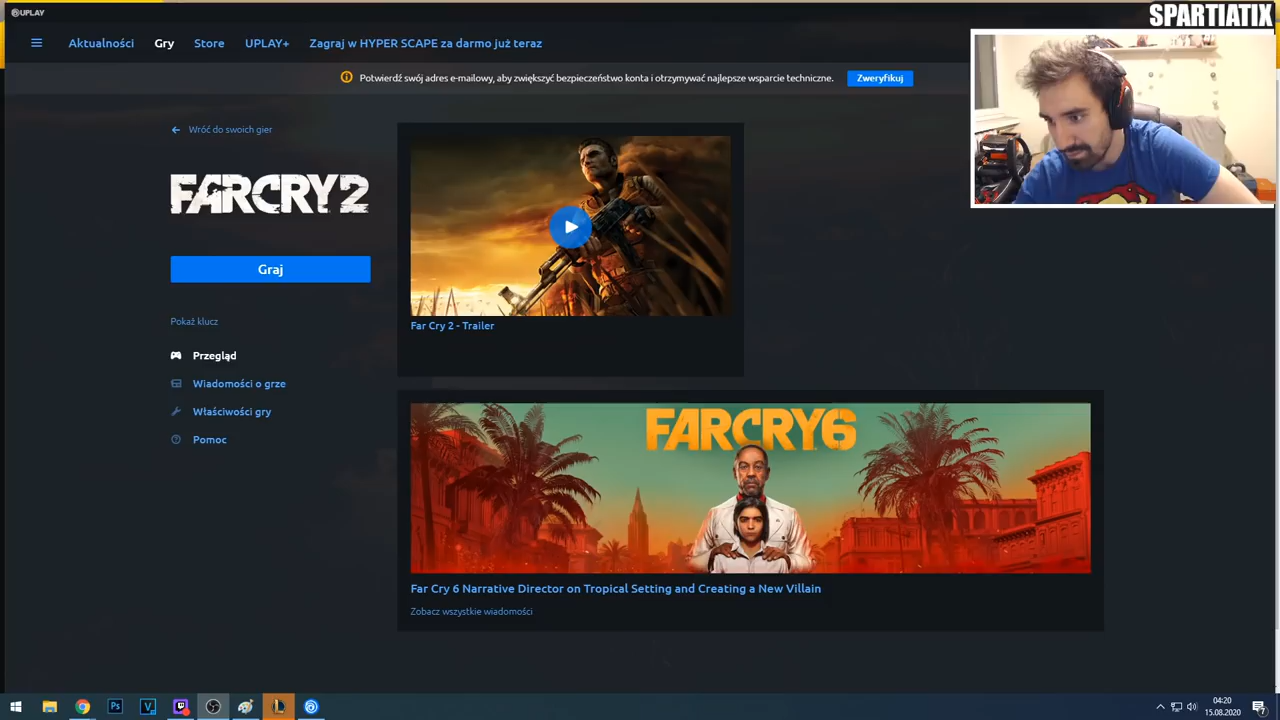 UPLAY
SPARTIATIX
Aktualności
Gry
Store
UPLAY+
Zagraj w HYPER SCAPE za darmo już teraz
Potwierdź swój adres e-mailowy, aby zwiększyć bezpieczeństwo konta i otrzymywać najlepsze wsparcie techniczne.
Zweryfikuj
Wróć do swoich gier
FARCRY2
Graj
Pokaż klucz
Przegląd
Wiadomości o grze
Właściwości gry
Pomoc
Far Cry 2 - Trailer
FARCRY6
Far Cry 6 Narrative Director on Tropical Setting and Creating a New Villain
Zobacz wszystkie wiadomości
Ps
V
04:20
15.08.2020
7